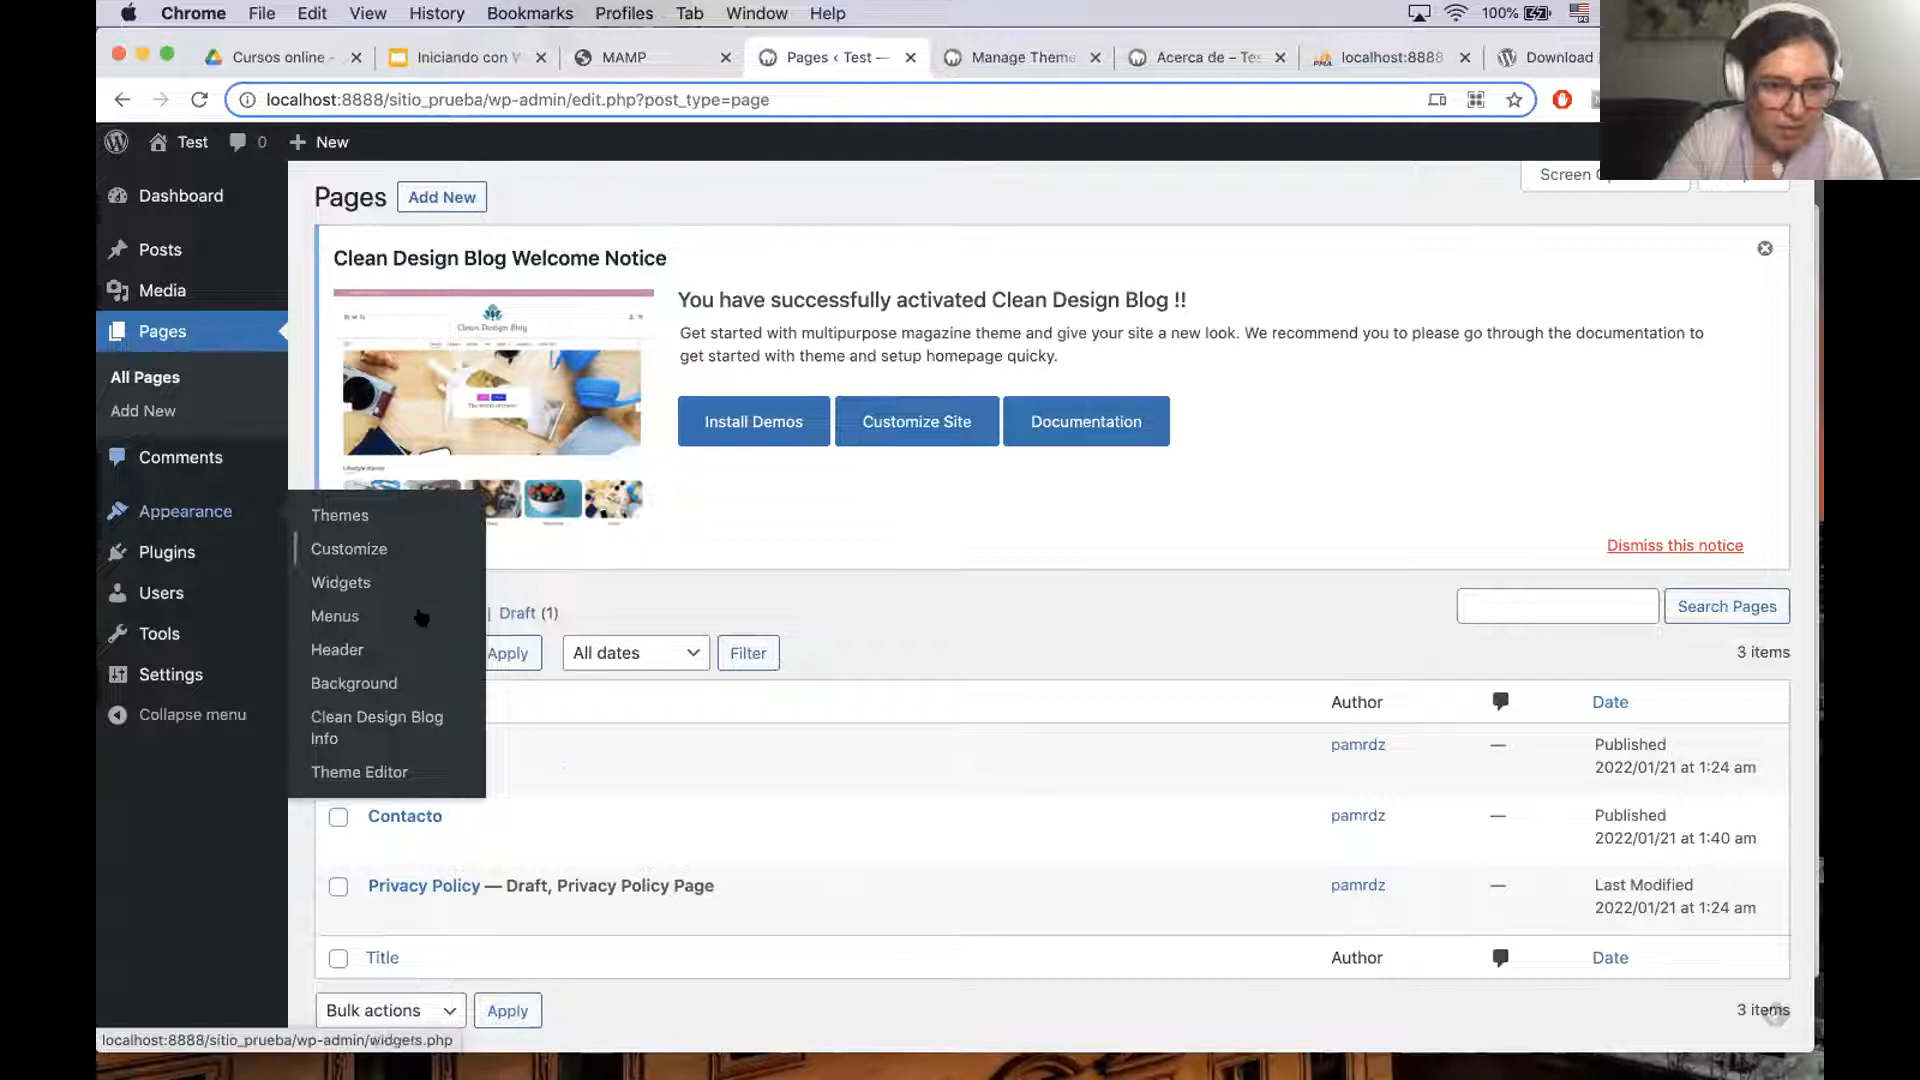 Chrome File Edit View History Bookmarks Profiles Tab Window Help 100%
Cursos online - Iniciando con W MAMP Pages ‹ Test — Manage Theme Acerca de – Tes localhost:8888 Download
localhost:8888/sitio_prueba/wp-admin/edit.php?post_type=page
Test 0 New
Screen
Dashboard
Posts
Media
Pages
All Pages
Add New
Comments
Appearance
Plugins
Users
Tools
Settings
Collapse menu
Themes
Customize
Widgets
Menus
Header
Background
Clean Design Blog
Info
Theme Editor
Pages Add New
Clean Design Blog Welcome Notice
Clean Design Blog
You have successfully activated Clean Design Blog !!
Get started with multipurpose magazine theme and give your site a new look. We recommend you to please go through the documentation to
get started with theme and setup homepage quicky.
Install Demos Customize Site Documentation
Dismiss this notice
| Draft (1)
Search Pages
Apply All dates Filter 3 items
Author Date
pamrdz — Published
2022/01/21 at 1:24 am
Contacto pamrdz — Published
2022/01/21 at 1:40 am
Privacy Policy — Draft, Privacy Policy Page pamrdz — Last Modified
2022/01/21 at 1:24 am
Title Author Date
Bulk actions Apply 3 items
localhost:8888/sitio_prueba/wp-admin/widgets.php